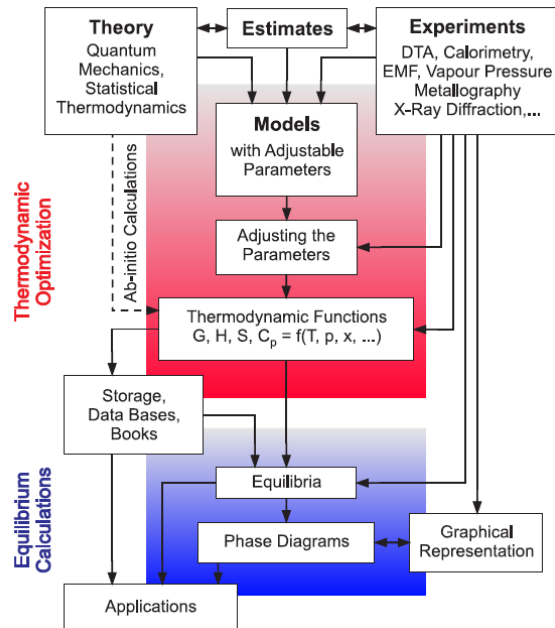 Theory
Quantum
Mechanics,
Statistical
Thermodynamics
Estimates
Experiments
DTA, Calorimetry,
EMF, Vapour Pressure
Metallography
X-Ray Diffraction,...
Models
with Adjustable
Parameters
Ab-initio Calculations
Thermodynamic
Optimization
Adjusting the
Parameters
Thermodynamic Functions
G, H, S, Cp = f(T, p, x, ...)
Storage,
Data Bases,
Books
Equilibrium
Calculations
Equilibria
Phase Diagrams
Graphical
Representation
Applications